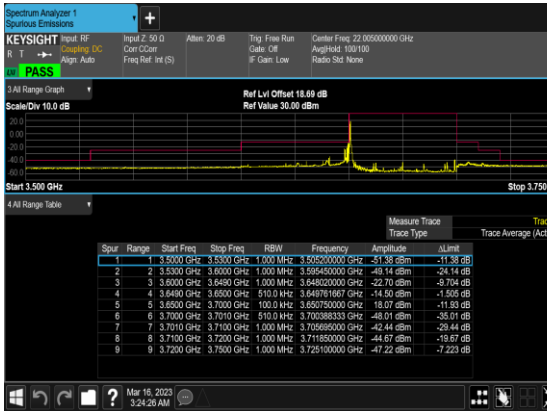 Spectrum Analyzer 1
Spurious Emissions
+
KEYSIGHT Input: RF Input Z: 50 Ω Atten: 20 dB Trig: Free Run Center Freq: 22.005000000 GHz
R T Coupling: DC Corr CCorr Gate: Off Avg|Hold: 100/100
Align: Auto Freq Ref: Int (S) IF Gain: Low Radio Std: None
PASS
3 All Range Graph
Ref Lvl Offset 18.69 dB
Scale/Div 10.0 dB Ref Value 30.00 dBm
20.0
0.00
-20.0
-40.0
Start 3.500 GHz Stop 3.750
4 All Range Table
Measure Trace Trac
Trace Type Trace Average (Act
Spur Range Start Freq Stop Freq RBW Frequency Amplitude ΔLimit
1 1 3.5000 GHz 3.5300 GHz 1.000 MHz 3.505200000 GHz -51.38 dBm -11.38 dB
2 2 3.5300 GHz 3.6000 GHz 1.000 MHz 3.595450000 GHz -49.14 dBm -24.14 dB
3 3 3.6000 GHz 3.6490 GHz 1.000 MHz 3.648020000 GHz -22.70 dBm -9.704 dB
4 4 3.6490 GHz 3.6500 GHz 510.0 kHz 3.649781667 GHz -14.50 dBm -1.505 dB
5 5 3.6500 GHz 3.7000 GHz 100.0 kHz 3.650750000 GHz 18.07 dBm -11.93 dB
6 6 3.7000 GHz 3.7010 GHz 510.0 kHz 3.700388333 GHz -48.01 dBm -35.01 dB
7 7 3.7010 GHz 3.7100 GHz 1.000 MHz 3.705695000 GHz -42.44 dBm -29.44 dB
8 8 3.7100 GHz 3.7200 GHz 1.000 MHz 3.711850000 GHz -44.67 dBm -19.67 dB
9 9 3.7200 GHz 3.7500 GHz 1.000 MHz 3.725100000 GHz -47.22 dBm -7.223 dB
? Mar 16, 2023
3:24:26 AM